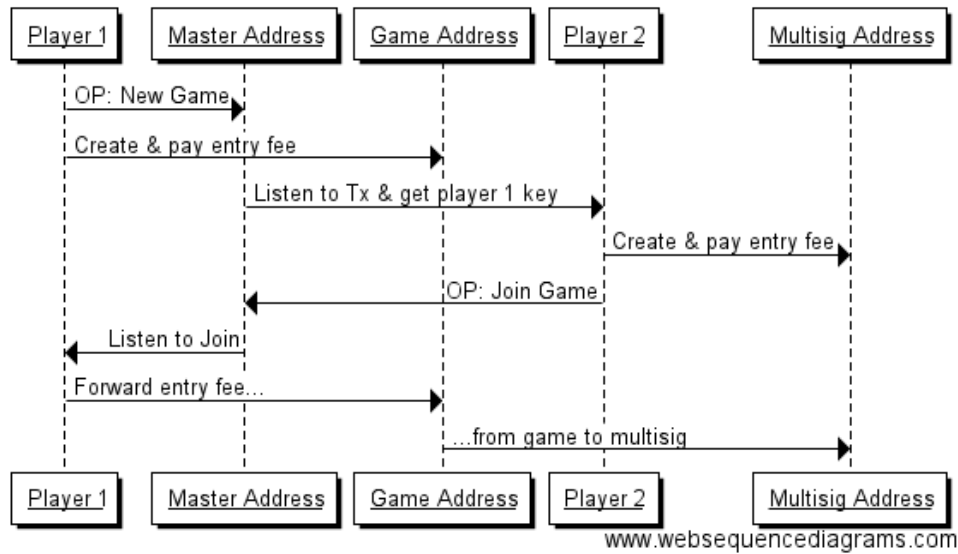 Player 1 Master Address Game Address Player 2 Multisig Address
OP: New Game
Create & pay entry fee
Listen to Tx & get player 1 key
Create & pay entry fee
OP: Join Game
Listen to Join
Forward entry fee...
...from game to multisig
Player 1 Master Address Game Address Player 2 Multisig Address
www.websequencediagrams.com